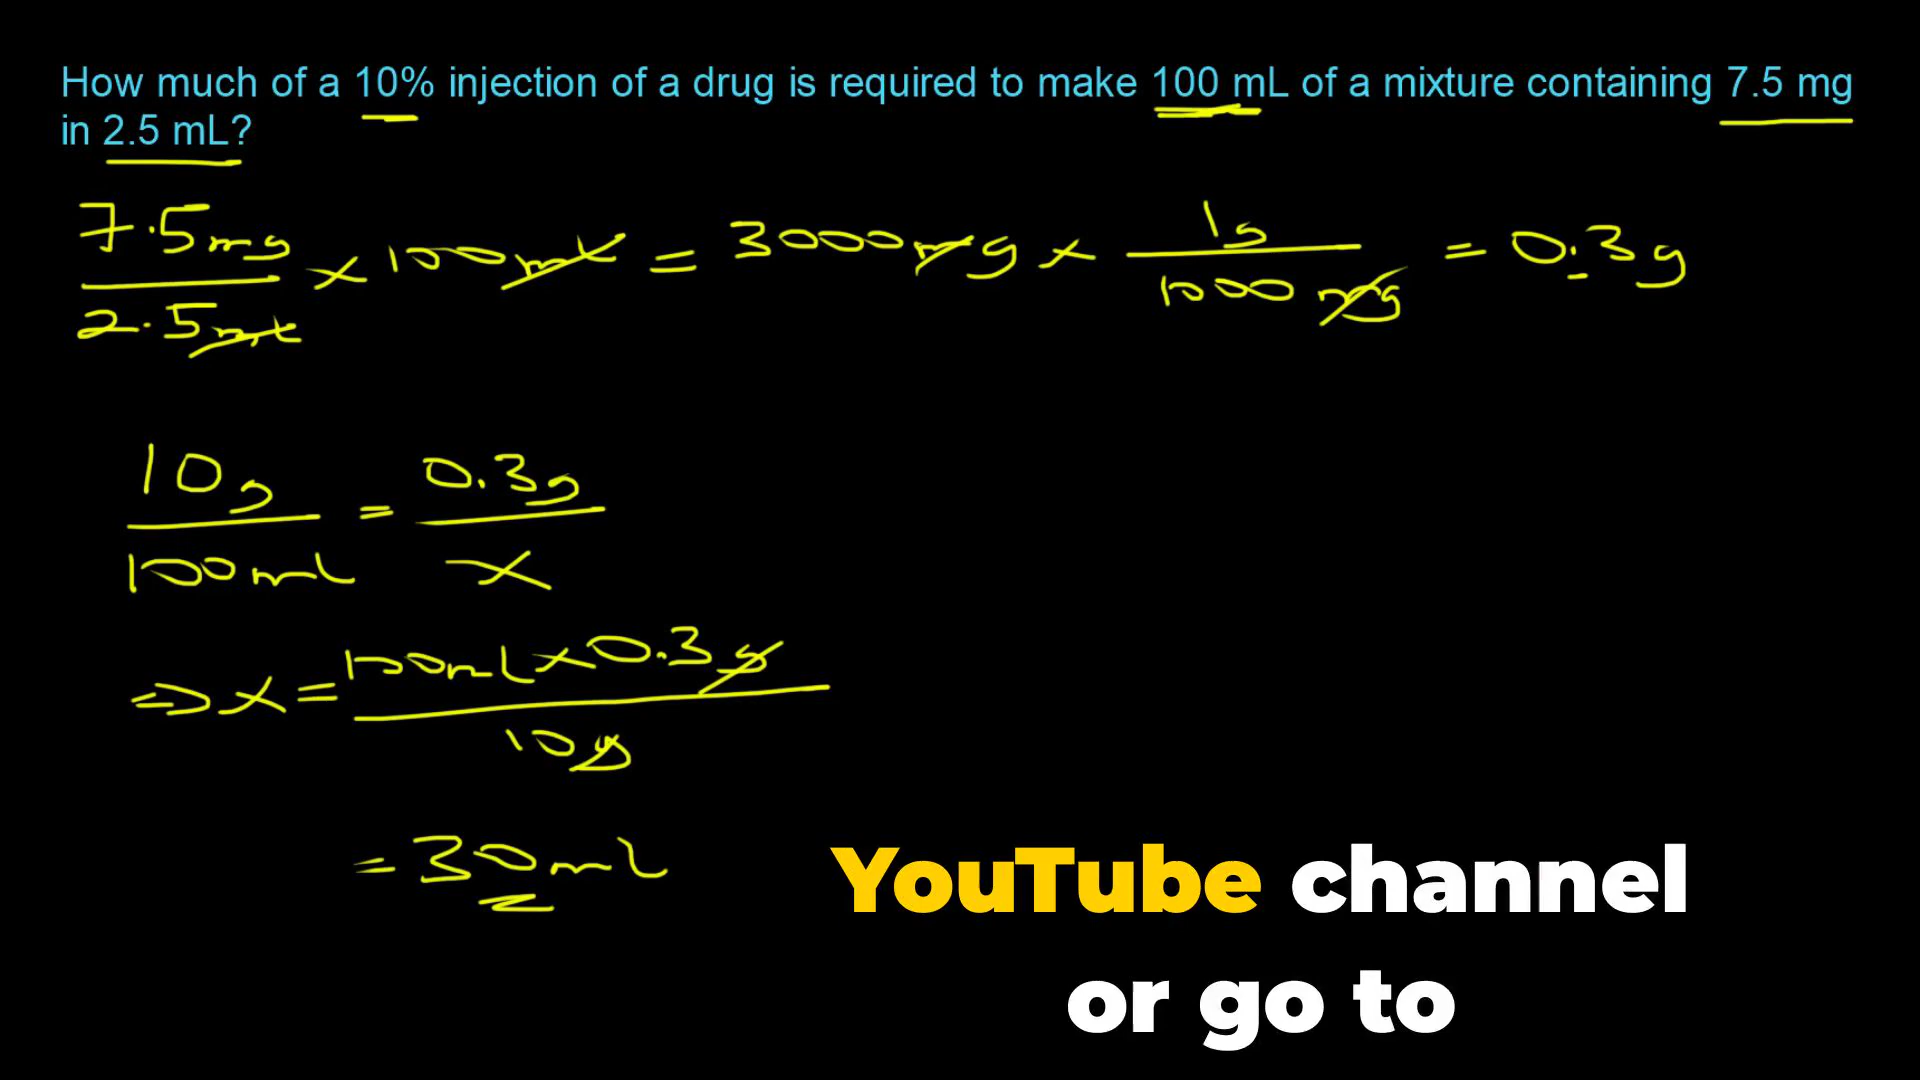 How much of a 10% injection of a drug is required to make 100 mL of a mixture containing 7.5 mg
in 2.5 mL?
7.5mg/2.5mL × 100mL = 3000mg × 1g/1000mg = 0.3g
10g/100mL = 0.3g/x
⇒ x = 100mL × 0.3g/10g
= 30mL
YouTube channel
or go to